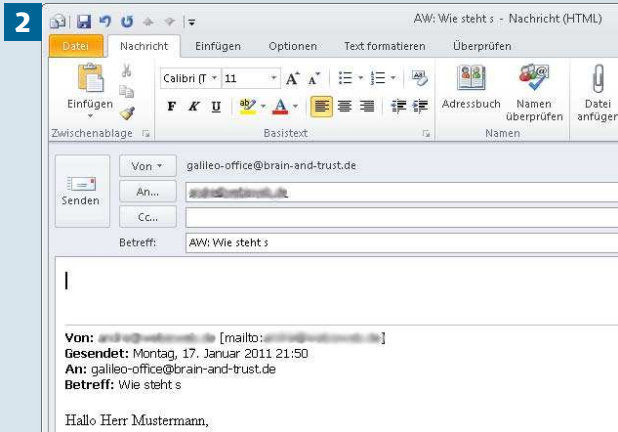 2
AW: Wie steht s - Nachricht (HTML)
Datei Nachricht Einfügen Optionen Text formatieren Überprüfen
Calibri (T 11
Einfügen
F K U
Adressbuch Namen überprüfen Datei anfügen
Zwischenablage Basistext Namen
Von galileo-office@brain-and-trust.de
Senden
An...
Cc...
Betreff: AW: Wie steht s
Von: [mailto: ]
Gesendet: Montag, 17. Januar 2011 21:50
An: galileo-office@brain-and-trust.de
Betreff: Wie steht s
Hallo Herr Mustermann,